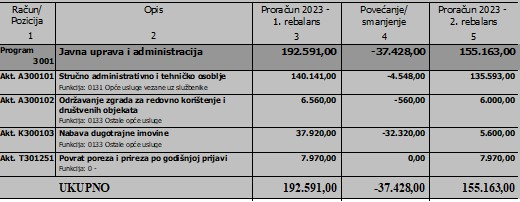 Račun/ Pozicija Opis Proračun 2023 - 1. rebalans Povećanje/ smanjenje Proračun 2023 - 2. rebalans
1 2 3 4 5
Program 3001 Javna uprava i administracija 192.591,00 -37.428,00 155.163,00
Akt. A300101 Stručno administrativno i tehničko osoblje 140.141,00 -4.548,00 135.593,00
Funkcija: 0131 Opće usluge vezane uz službenike
Akt. A300102 Održavanje zgrada za redovno korištenje i 6.560,00 -560,00 6.000,00
društvenih objekata
Funkcija: 0133 Ostale opće usluge
Akt. K300103 Nabava dugotrajne imovine 37.920,00 -32.320,00 5.600,00
Funkcija: 0133 Ostale opće usluge
Akt. T301251 Povrat poreza i prireza po godišnjoj prijavi 7.970,00 0,00 7.970,00
Funkcija: 0 -
UKUPNO 192.591,00 -37.428,00 155.163,00